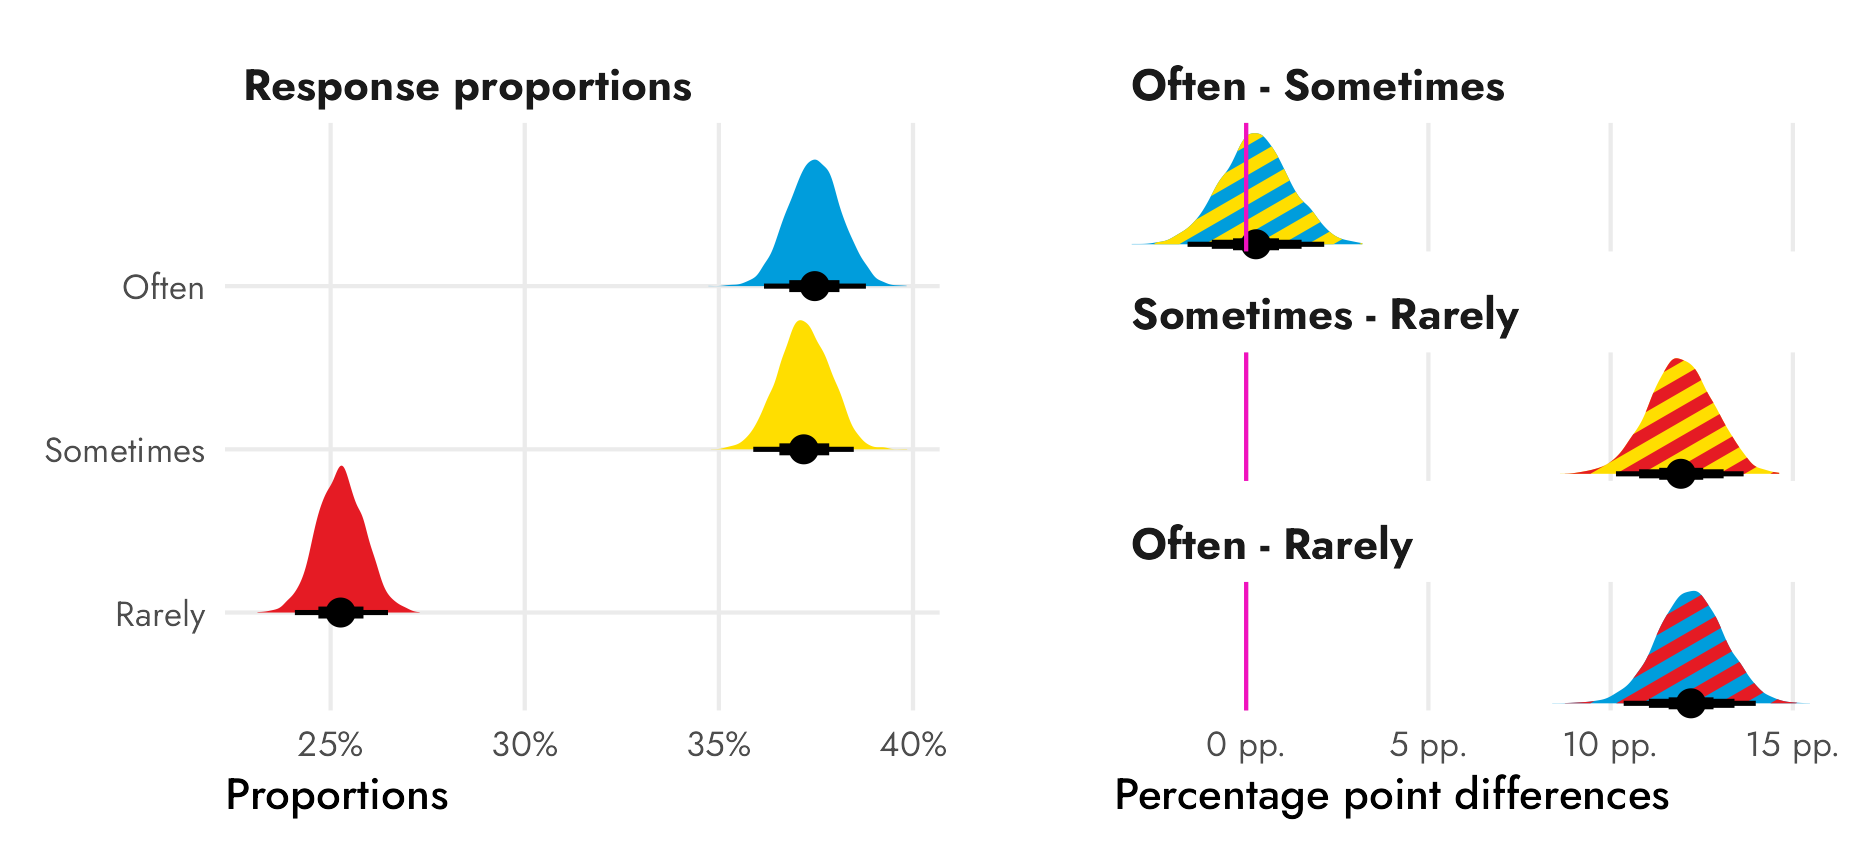 Response proportions
Often
Sometimes
Rarely
25% 30% 35% 40%
Proportions
Often - Sometimes
Sometimes - Rarely
Often - Rarely
0 pp. 5 pp. 10 pp. 15 pp.
Percentage point differences